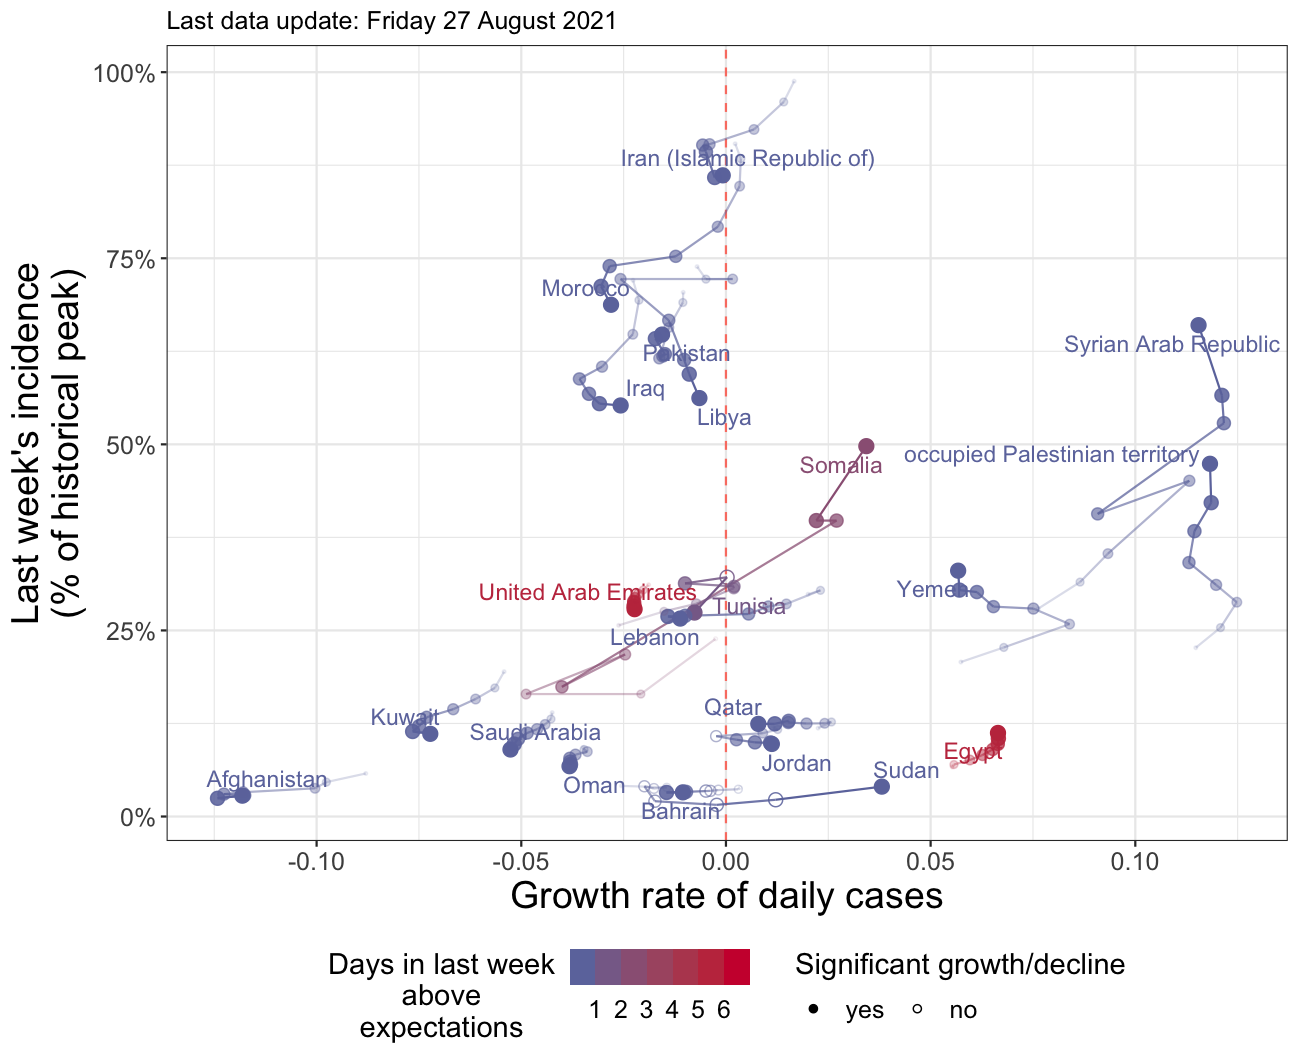 Last data update: Friday 27 August 2021
100%
75%
50%
25%
0%
Last week's incidence
(% of historical peak)
Iran (Islamic Republic of)
Morocco
Pakistan
Iraq
Libya
Syrian Arab Republic
Somalia
occupied Palestinian territory
United Arab Emirates
Yemen
Tunisia
Lebanon
Kuwait
Qatar
Saudi Arabia
Egypt
Jordan
Sudan
Afghanistan
Oman
Bahrain
-0.10 -0.05 0.00 0.05 0.10
Growth rate of daily cases
Days in last week
above
expectations
1 2 3 4 5 6
Significant growth/decline
yes no